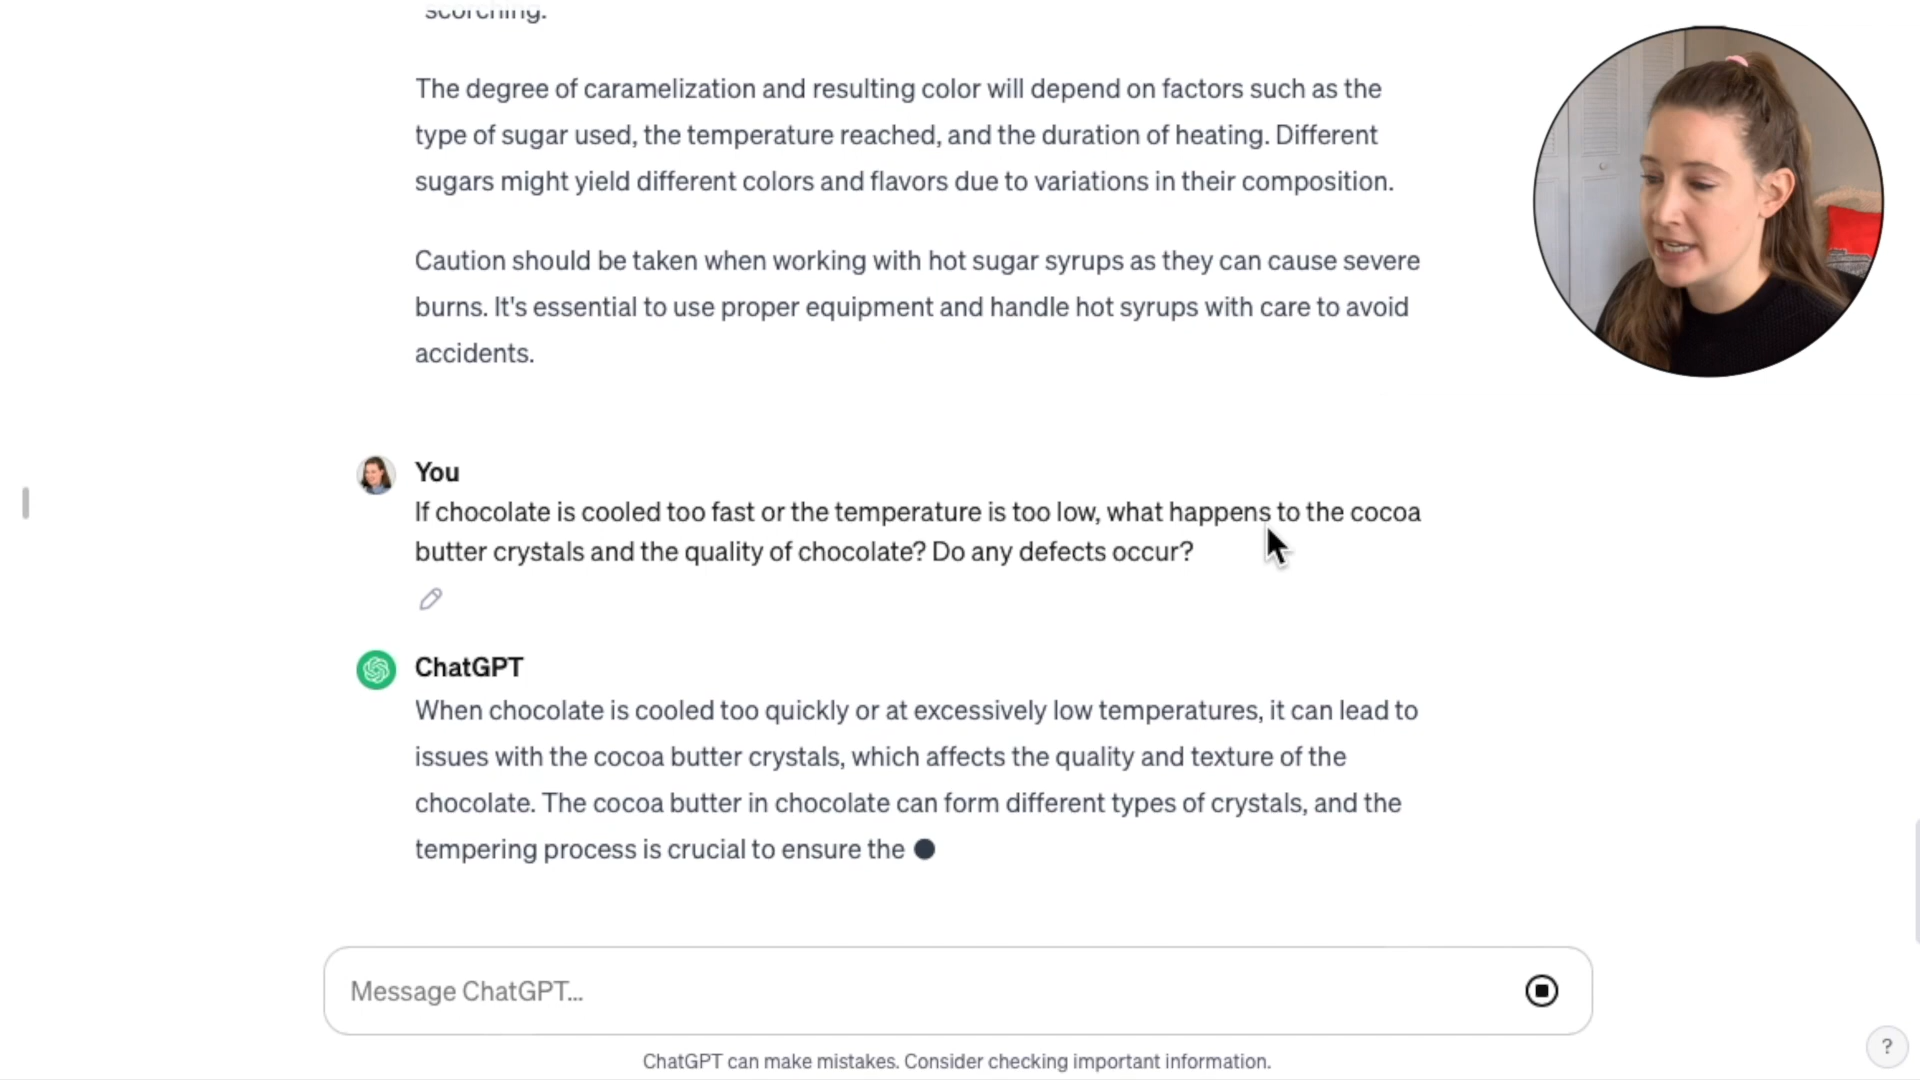 scorching.
The degree of caramelization and resulting color will depend on factors such as the
type of sugar used, the temperature reached, and the duration of heating. Different
sugars might yield different colors and flavors due to variations in their composition.
Caution should be taken when working with hot sugar syrups as they can cause severe
burns. It's essential to use proper equipment and handle hot syrups with care to avoid
accidents.
You
If chocolate is cooled too fast or the temperature is too low, what happens to the cocoa
butter crystals and the quality of chocolate? Do any defects occur?
ChatGPT
When chocolate is cooled too quickly or at excessively low temperatures, it can lead to
issues with the cocoa butter crystals, which affects the quality and texture of the
chocolate. The cocoa butter in chocolate can form different types of crystals, and the
tempering process is crucial to ensure the
Message ChatGPT...
ChatGPT can make mistakes. Consider checking important information.
?